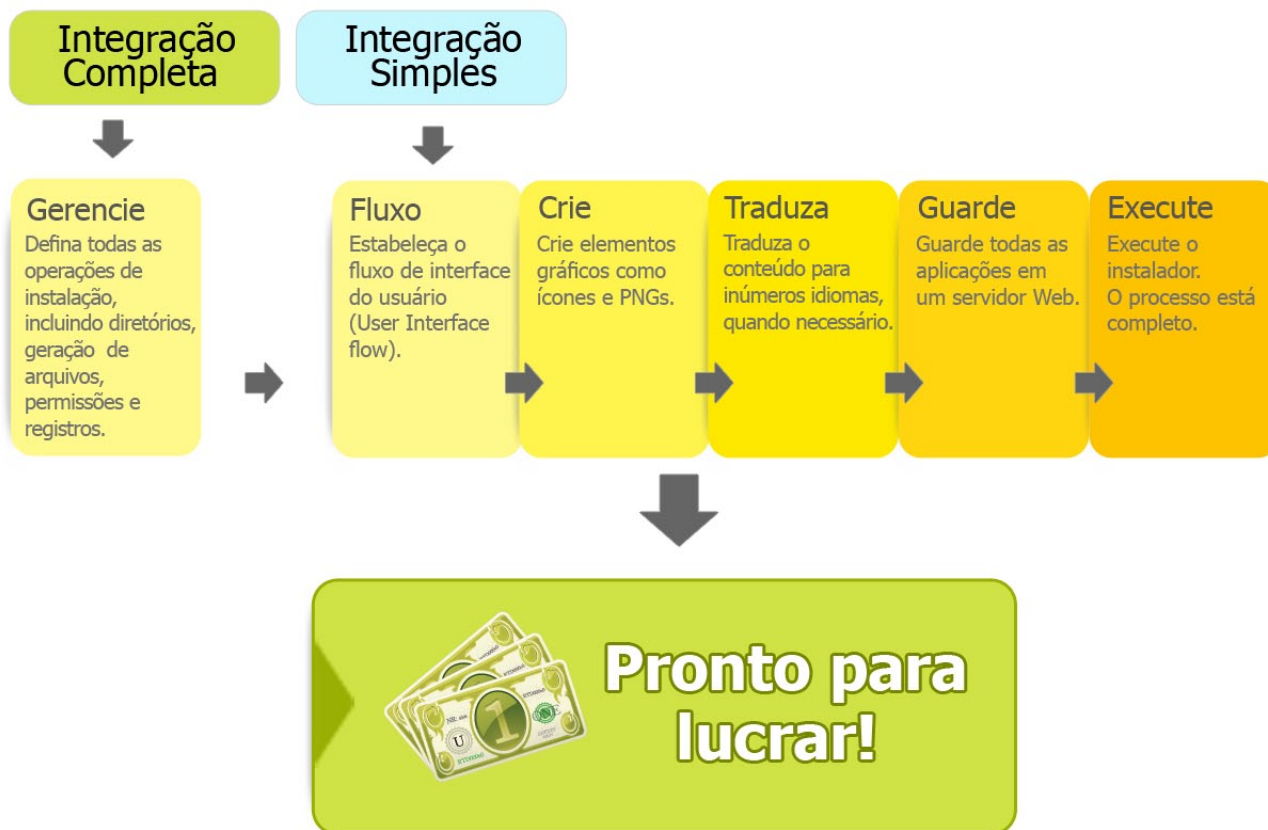 Integração
Completa
Integração
Simples
Gerencie
Defina todas as
operações de
instalação,
incluindo diretórios,
geração de
arquivos,
permissões e
registros.
Fluxo
Estabeleça o
fluxo de interface
do usuário
(User Interface
flow).
Crie
Crie elementos
gráficos como
ícones e PNGs.
Traduza
Traduza o
conteúdo para
inúmeros idiomas,
quando necessário.
Guarde
Guarde todas as
aplicações em
um servidor Web.
Execute
Execute o
instalador.
O processo está
completo.
1
U
ONE
Pronto para
lucrar!